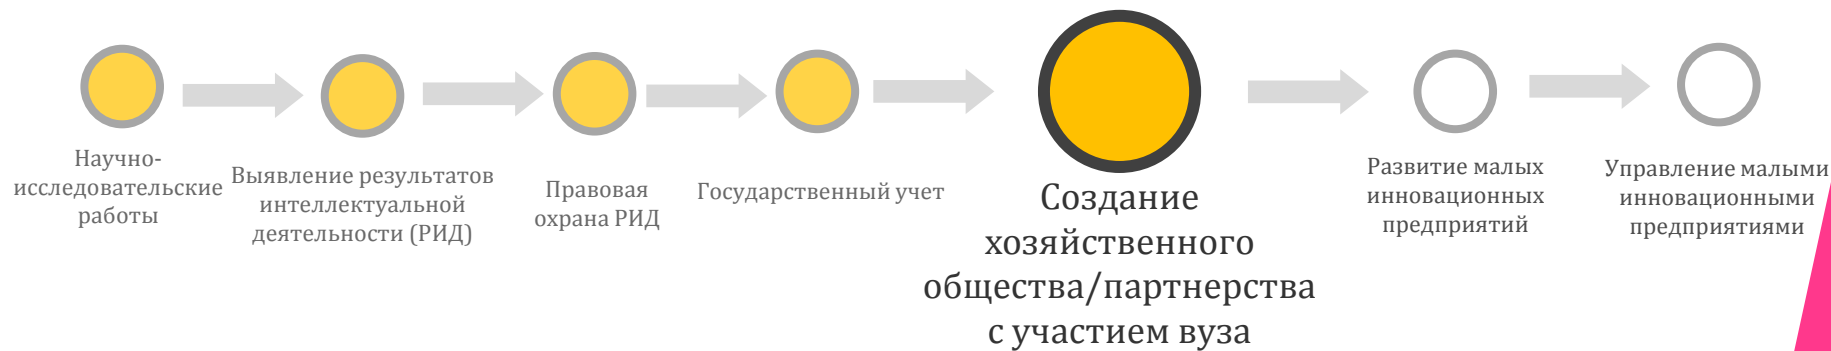 Научно-
исследовательские
работы
Выявление результатов
интеллектуальной
деятельности (РИД)
Правовая
охрана РИД
Государственный учет
Создание
хозяйственного
общества/партнерства
с участием вуза
Развитие малых
инновационных
предприятий
Управление малыми
инновационными
предприятиями